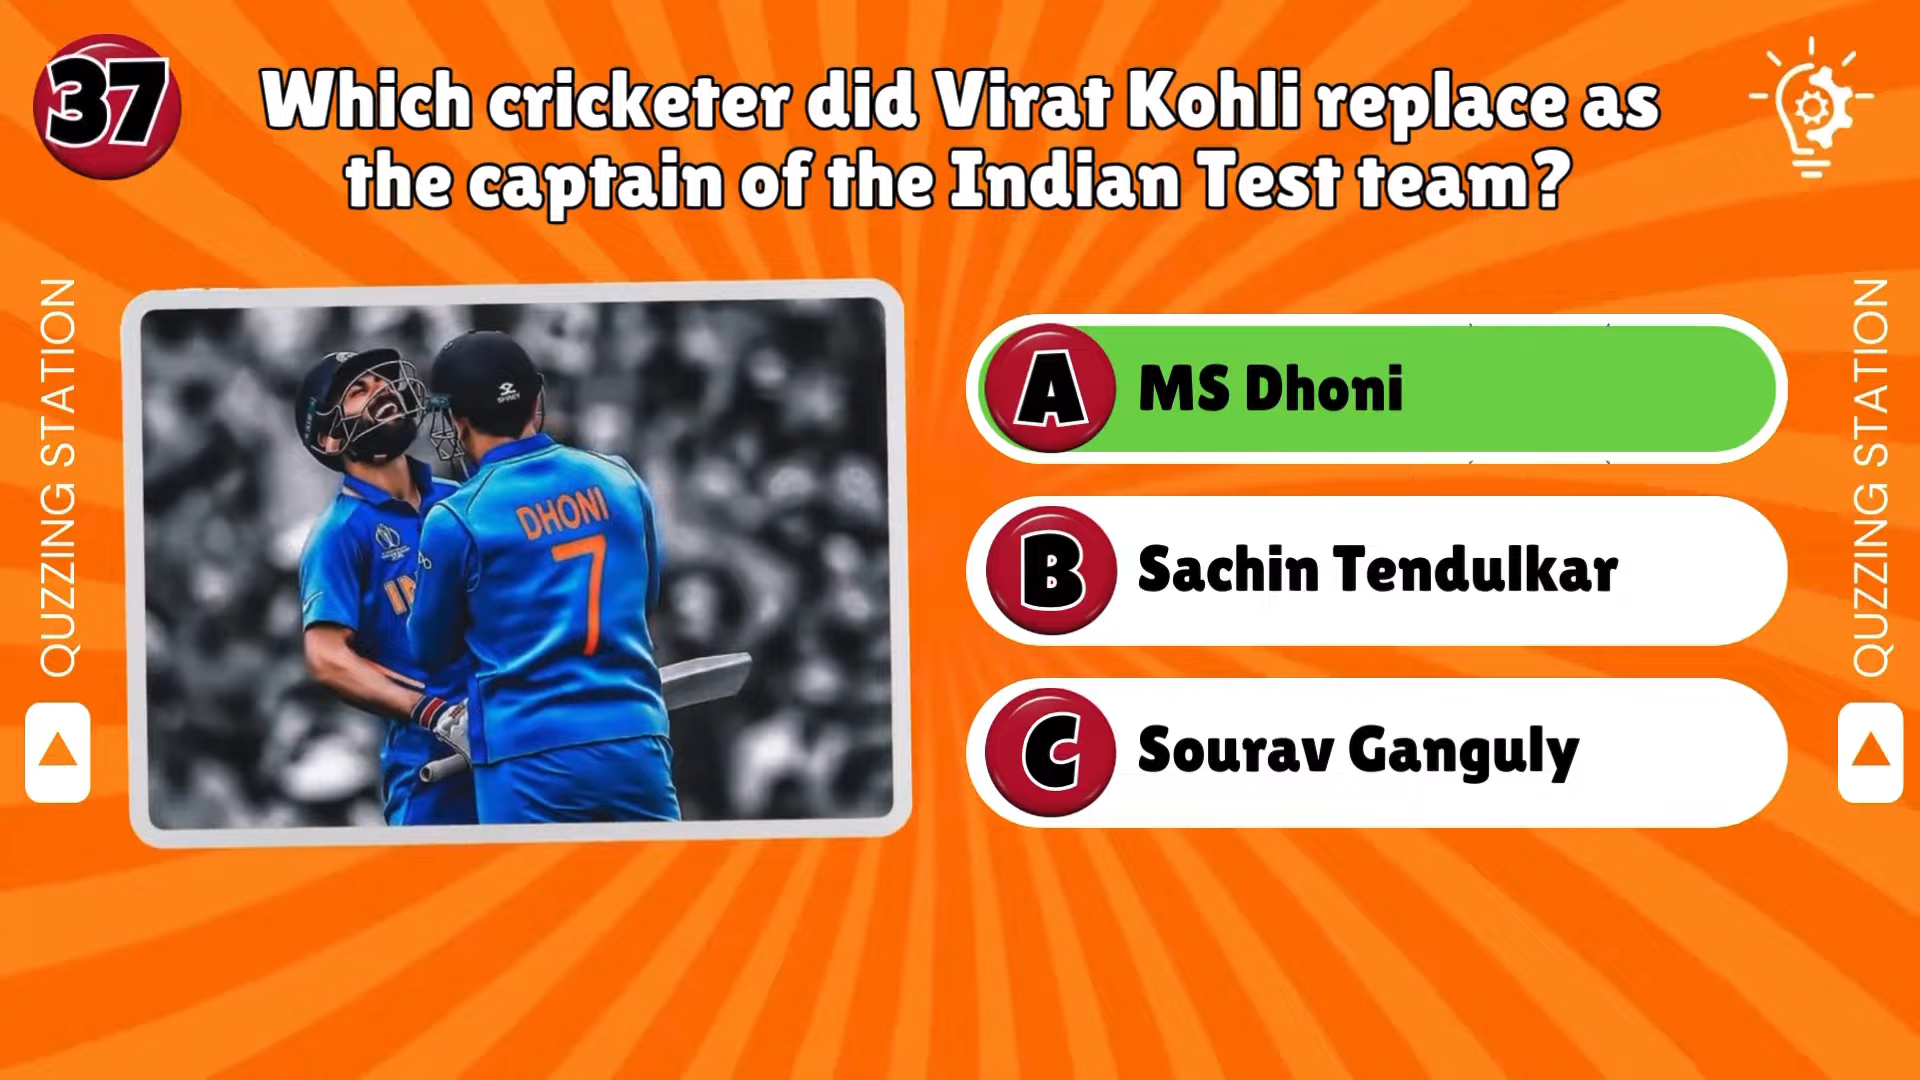 37
Which cricketer did Virat Kohli replace as
the captain of the Indian Test team?
QUZZING STATION
DHONI
7
IN
A MS Dhoni
B Sachin Tendulkar
C Sourav Ganguly
QUZZING STATION